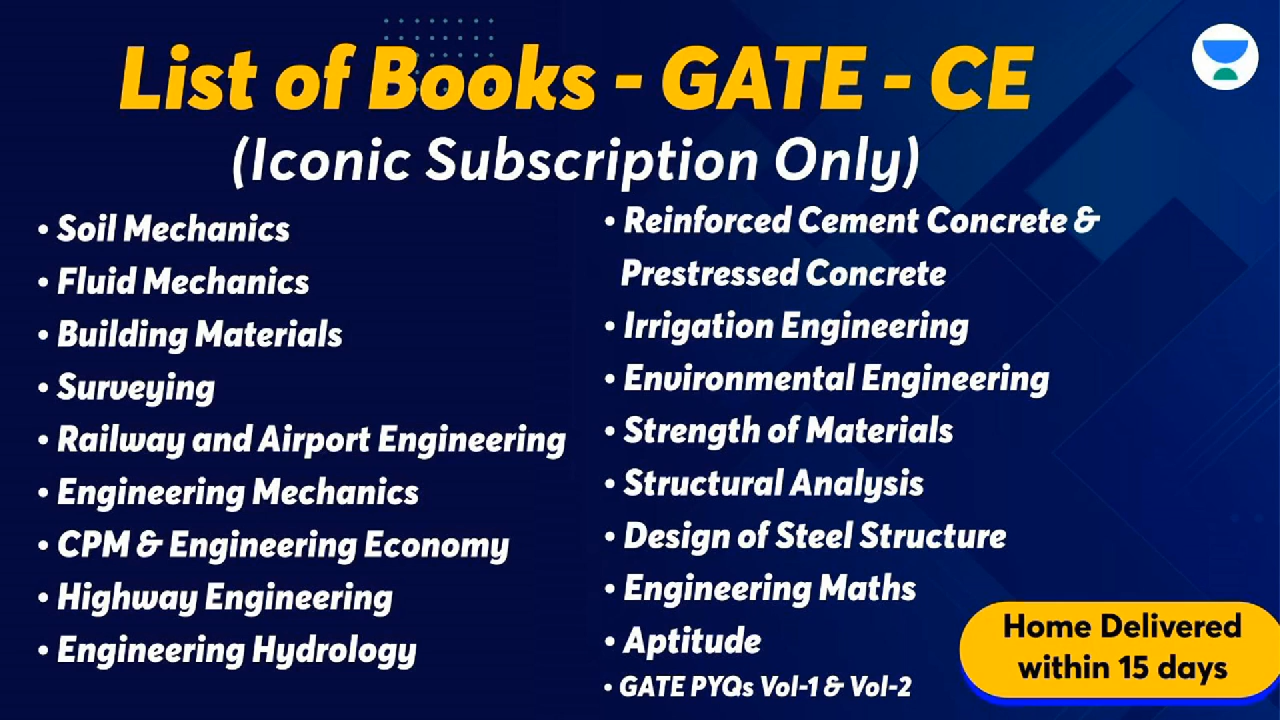 List of Books - GATE - CE
(Iconic Subscription Only)
• Soil Mechanics
• Fluid Mechanics
• Building Materials
• Surveying
• Railway and Airport Engineering
• Engineering Mechanics
• CPM & Engineering Economy
• Highway Engineering
• Engineering Hydrology
• Reinforced Cement Concrete &
Prestressed Concrete
• Irrigation Engineering
• Environmental Engineering
• Strength of Materials
• Structural Analysis
• Design of Steel Structure
• Engineering Maths
• Aptitude
• GATE PYQs Vol-1 & Vol-2
Home Delivered
within 15 days